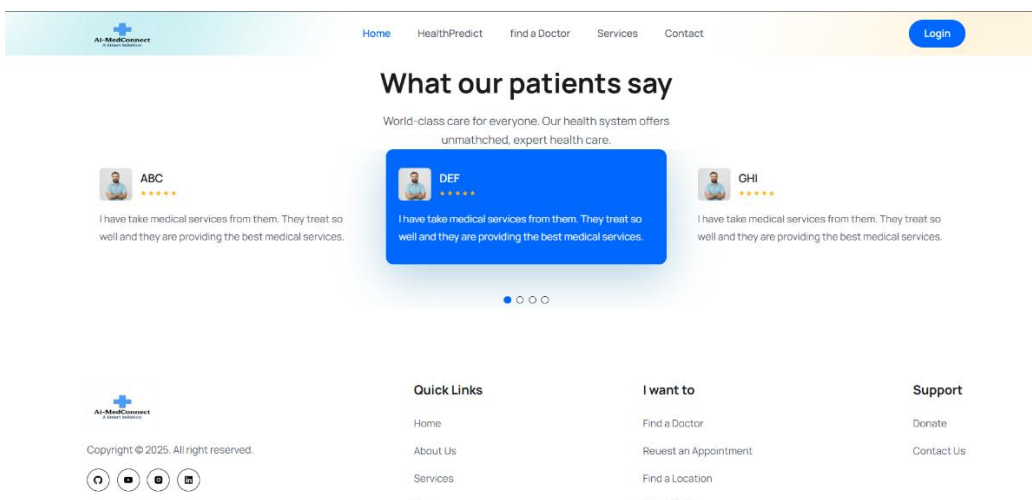 Ai-MedConnect
A Smart Solution
Home HealthPredict find a Doctor Services Contact Login
What our patients say
World-class care for everyone. Our health system offers
unmathched, expert health care.
ABC
I have take medical services from them. They treat so
well and they are providing the best medical services.
DEF
I have take medical services from them. They treat so
well and they are providing the best medical services.
GHI
I have take medical services from them. They treat so
well and they are providing the best medical services.
Ai-MedConnect
A Smart Solution
Copyright © 2025. All right reserved.
Quick Links
Home
About Us
Services
I want to
Find a Doctor
Reuest an Appointment
Find a Location
Support
Donate
Contact Us